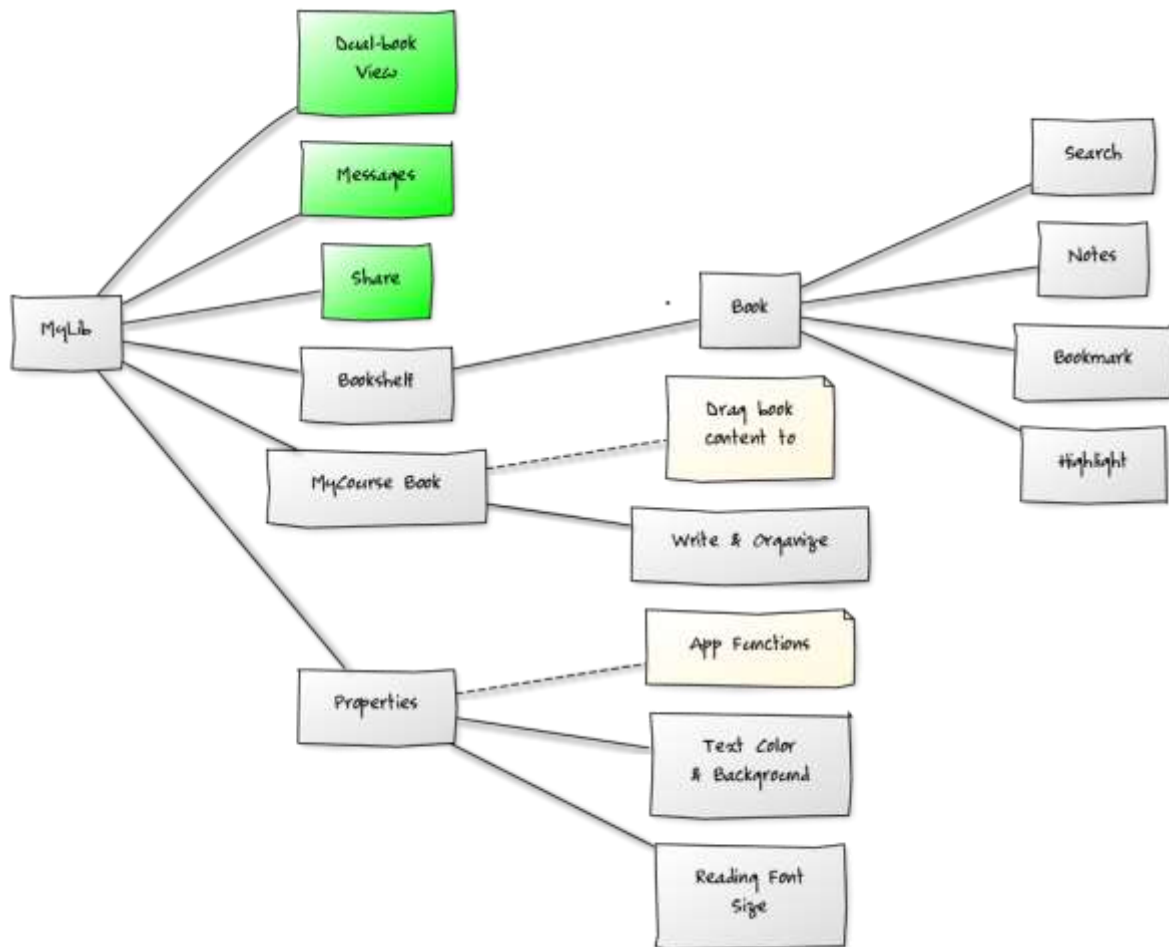 Dual-book
View
Messages
Share
MyLib
Bookshelf
MyCourse Book
Properties
Book
Search
Notes
Bookmark
Highlight
Drag book
content to
Write & Organize
App Functions
Text Color
& Background
Reading Font
Size